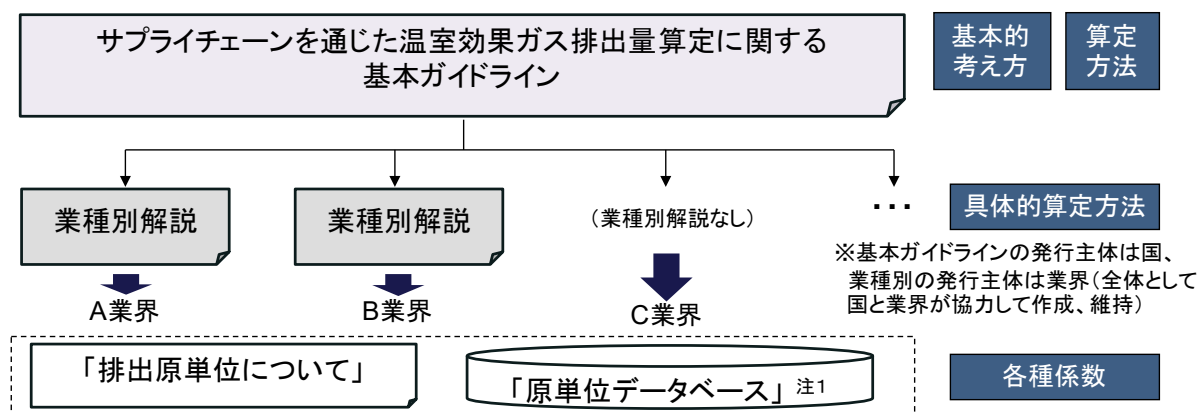 サプライチェーンを通じた温室効果ガス排出量算定に関する
基本ガイドライン
基本的
考え方
算定
方法
業種別解説
業種別解説
(業種別解説なし)
・・・
具体的算定方法
※基本ガイドラインの発行主体は国、
業種別の発行主体は業界(全体として
国と業界が協力して作成、維持)
A業界
B業界
C業界
「排出原単位について」
「原単位データベース」 注1
各種係数